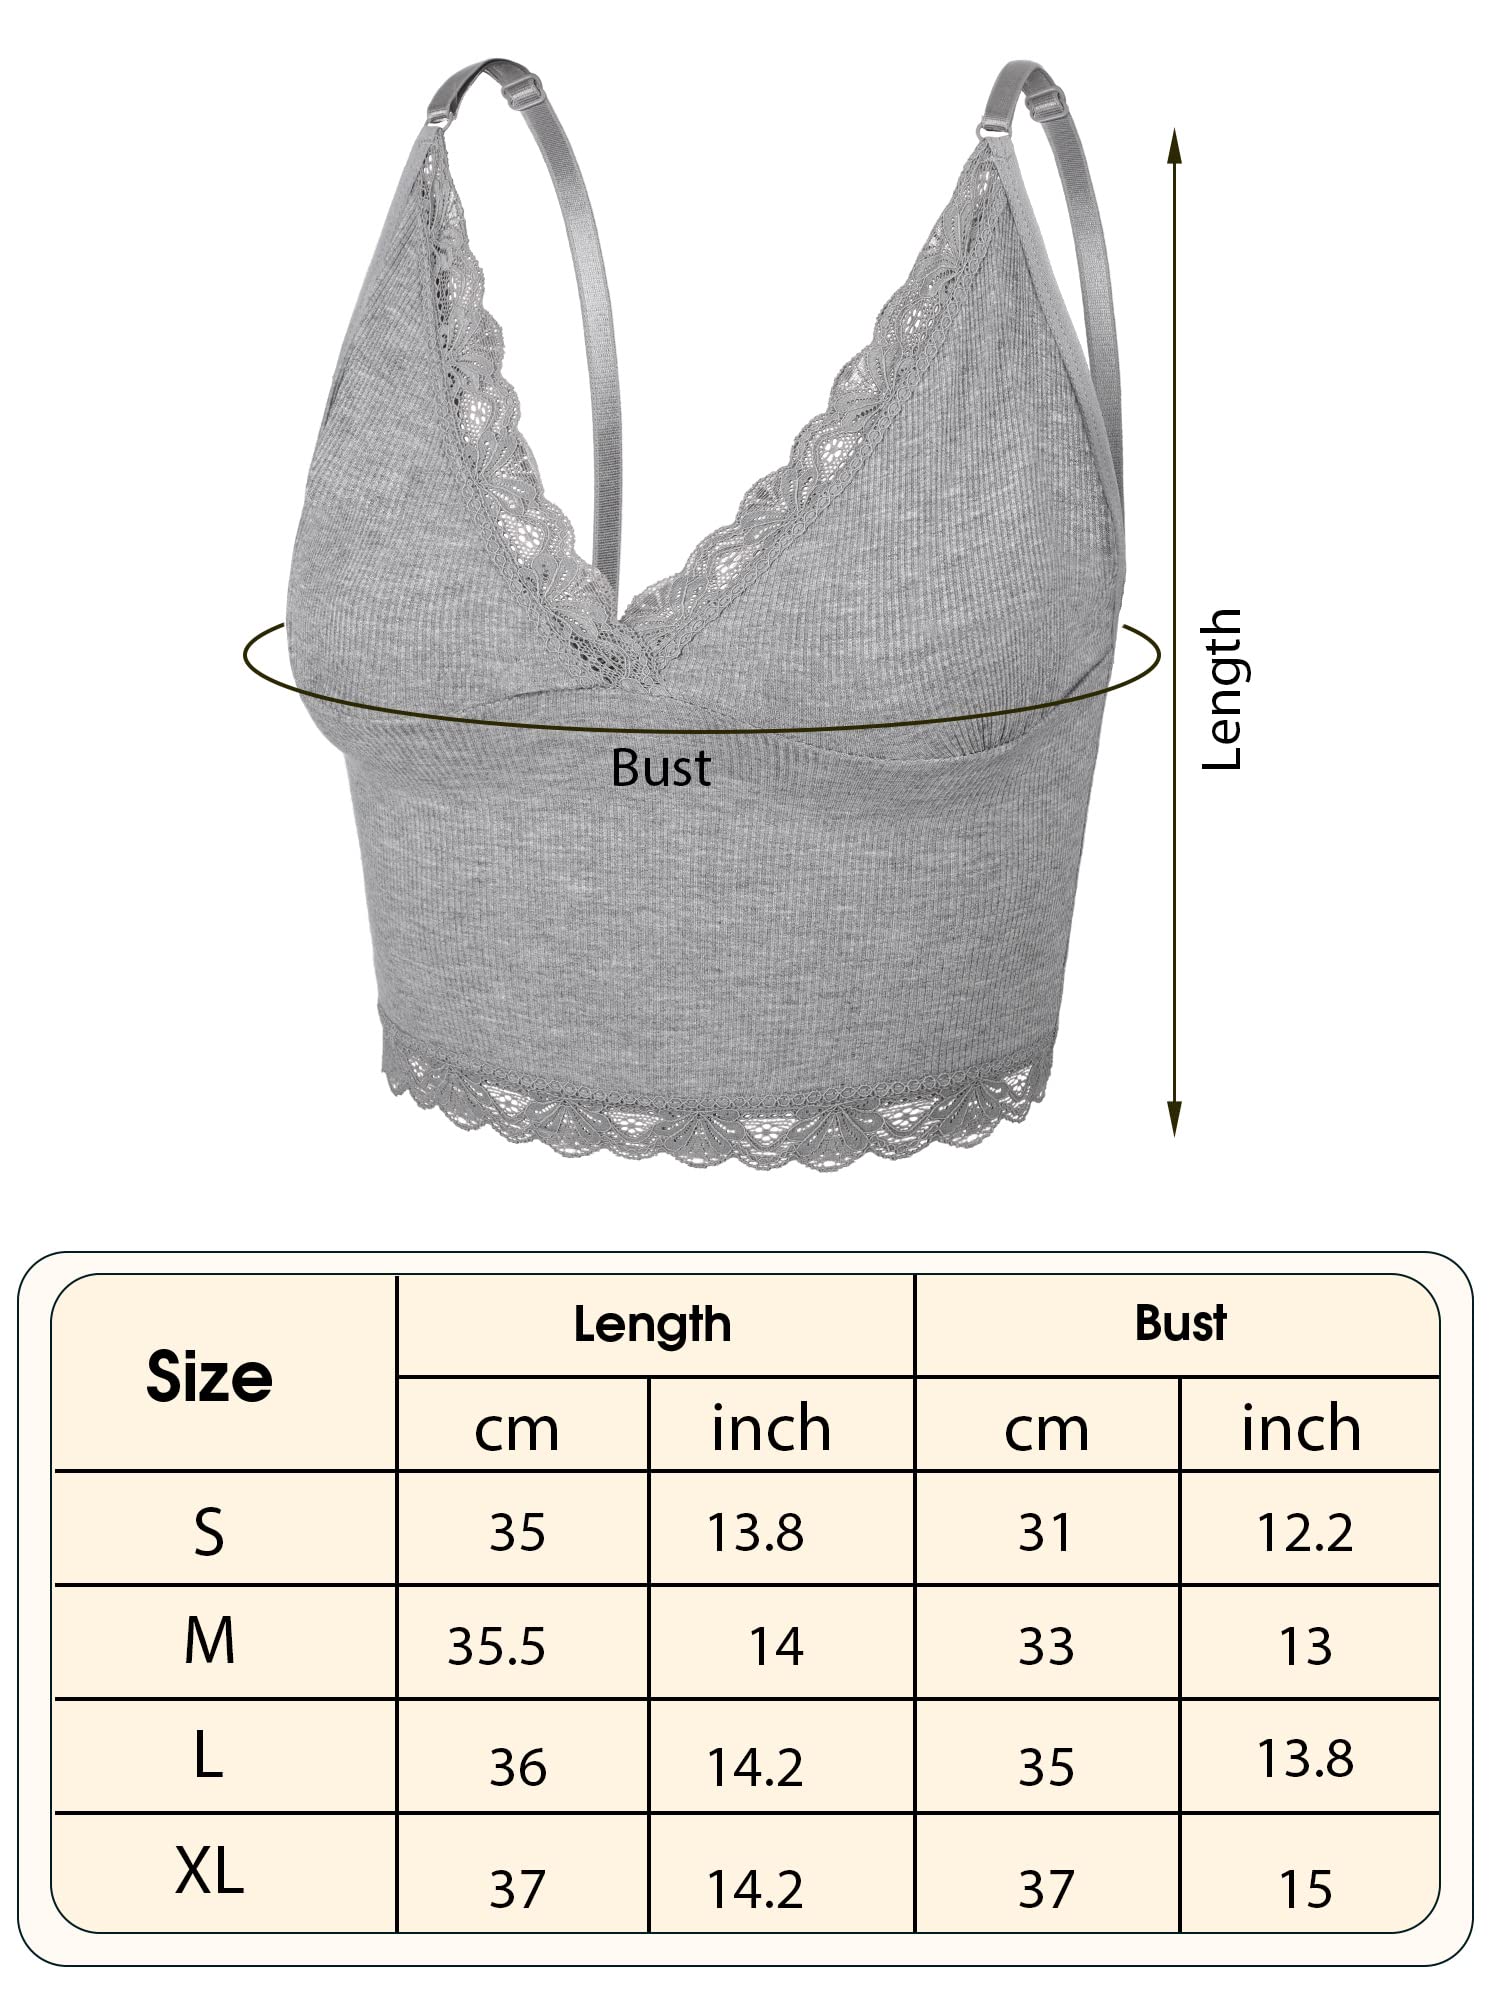 Length
Bust
Size Length Bust
cm inch cm inch
S 35 13.8 31 12.2
M 35.5 14 33 13
L 36 14.2 35 13.8
XL 37 14.2 37 15